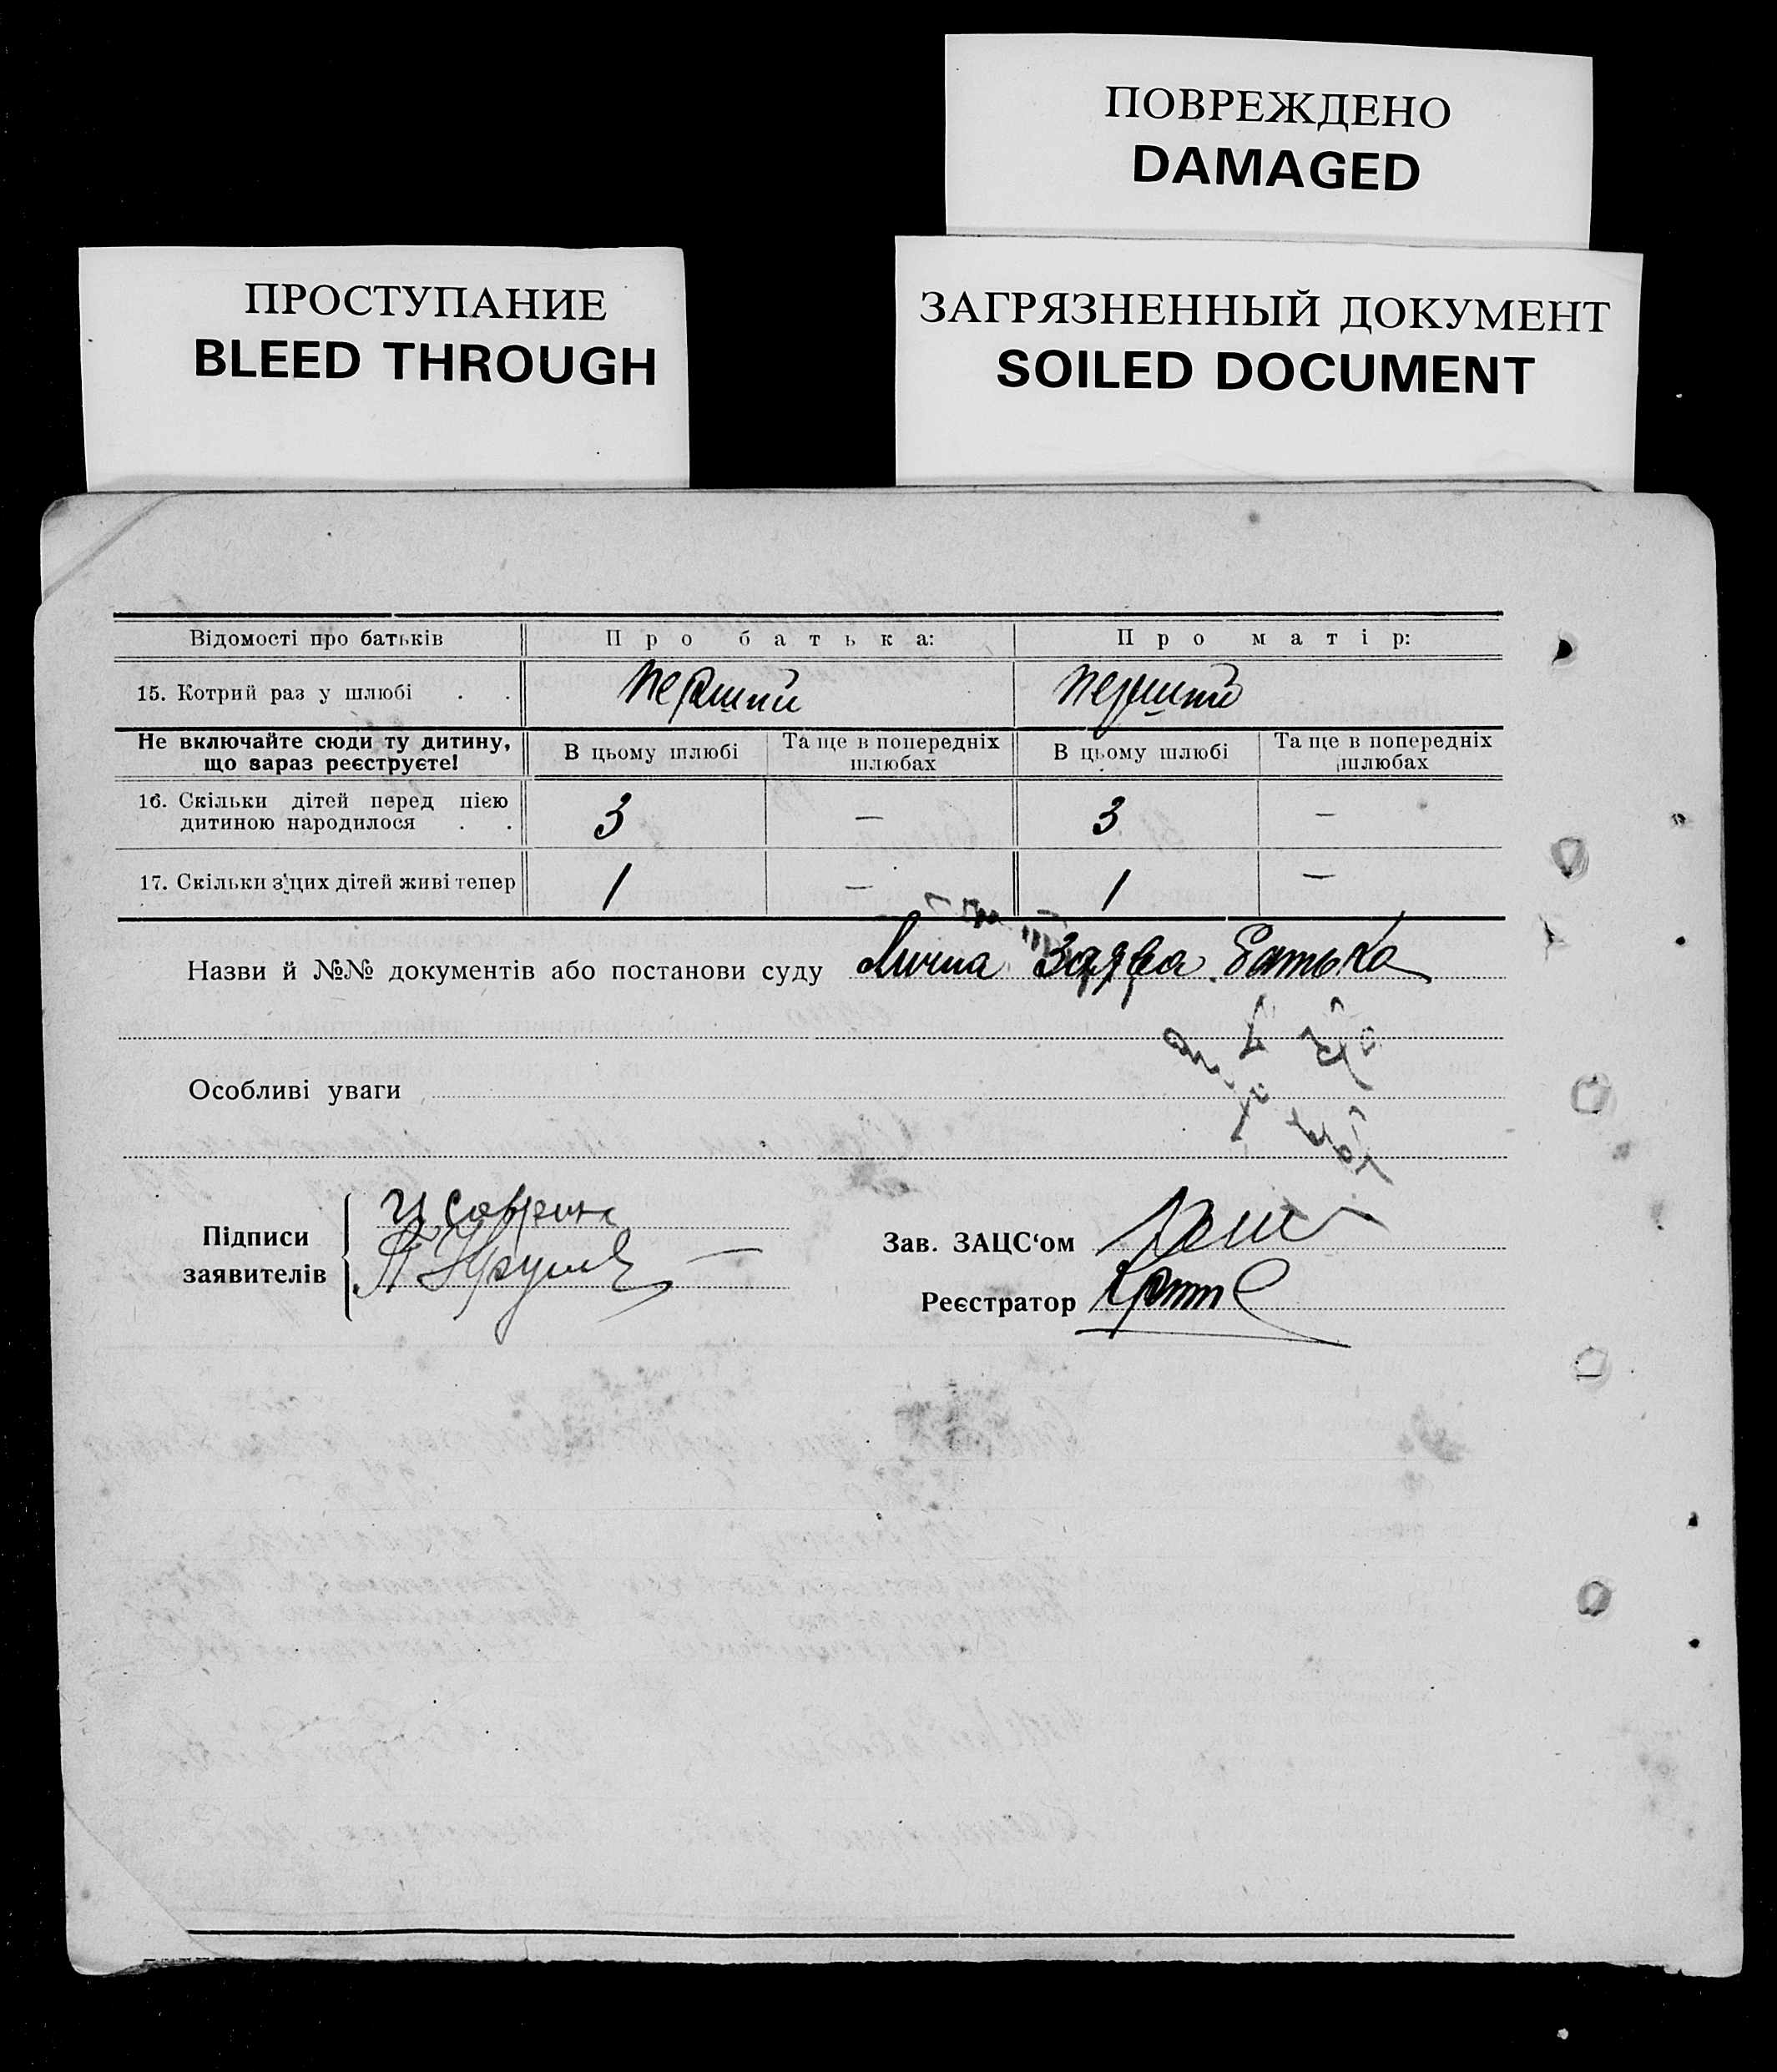 ПОВРЕЖДЕНО
DAMAGED
ПРОСТУПАНИЕ
BLEED THROUGH
ЗАГРЯЗНЕННЫЙ ДОКУМЕНТ
SOILED DOCUMENT
Відомості про батьків Про батька: Про матір:
15. Котрий раз у шлюбі . . перший перший
Не включайте сюди ту дитину, що зараз реєструєте! В цьому шлюбі Та ще в попередніх шлюбах В цьому шлюбі Та ще в попередніх шлюбах
16. Скільки дітей перед цією дитиною народилося . . 3 — 3 —
17. Скільки з'цих дітей живі тепер 1 — 1 —
Назви й №№ документів або постанови суду Лична Заява батька
Особливі уваги
Підписи заявителів
Зав. ЗАЦС'ом
Реєстратор